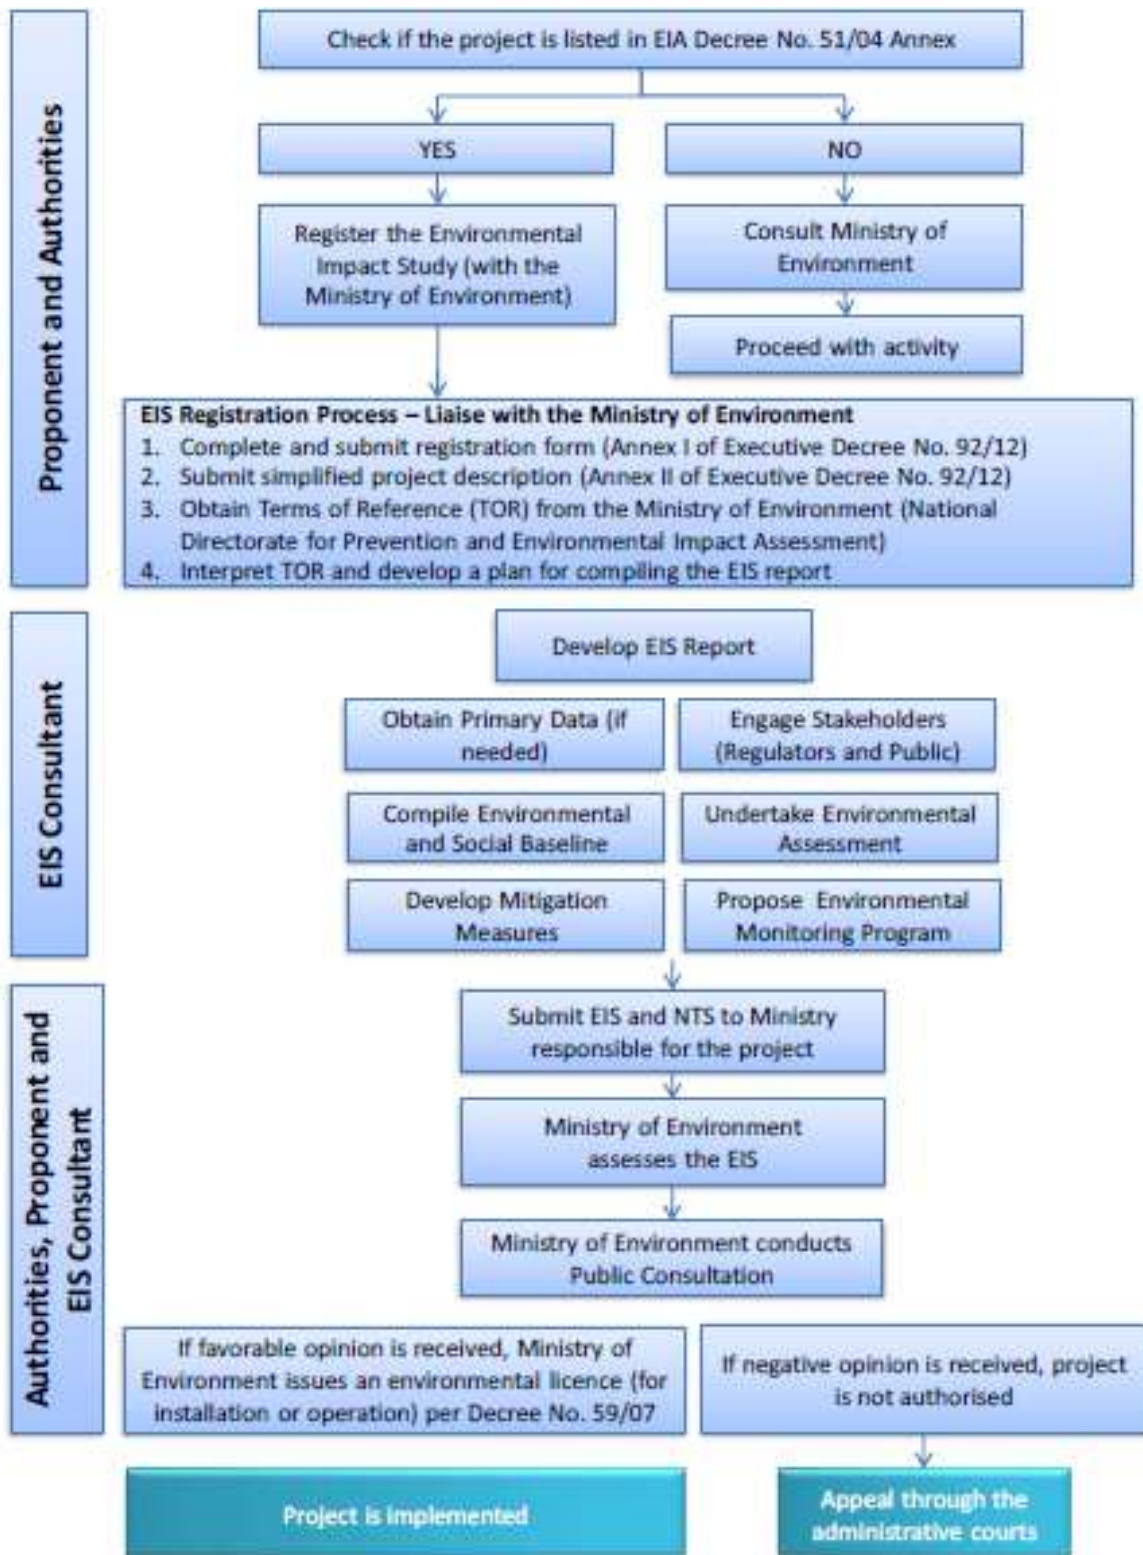 Proponent and Authorities
Check if the project is listed in EIA Decree No. 51/04 Annex
YES
NO
Register the Environmental
Impact Study (with the
Ministry of Environment)
Consult Ministry of
Environment
Proceed with activity
EIS Registration Process – Liaise with the Ministry of Environment
1. Complete and submit registration form (Annex I of Executive Decree No. 92/12)
2. Submit simplified project description (Annex II of Executive Decree No. 92/12)
3. Obtain Terms of Reference (TOR) from the Ministry of Environment (National
Directorate for Prevention and Environmental Impact Assessment)
4. Interpret TOR and develop a plan for compiling the EIS report
EIS Consultant
Develop EIS Report
Obtain Primary Data (if
needed)
Engage Stakeholders
(Regulators and Public)
Compile Environmental
and Social Baseline
Undertake Environmental
Assessment
Develop Mitigation
Measures
Propose Environmental
Monitoring Program
Authorities, Proponent and
EIS Consultant
Submit EIS and NTS to Ministry
responsible for the project
Ministry of Environment
assesses the EIS
Ministry of Environment conducts
Public Consultation
If favorable opinion is received, Ministry of
Environment issues an environmental licence (for
installation or operation) per Decree No. 59/07
If negative opinion is received, project
is not authorised
Project is implemented
Appeal through the
administrative courts